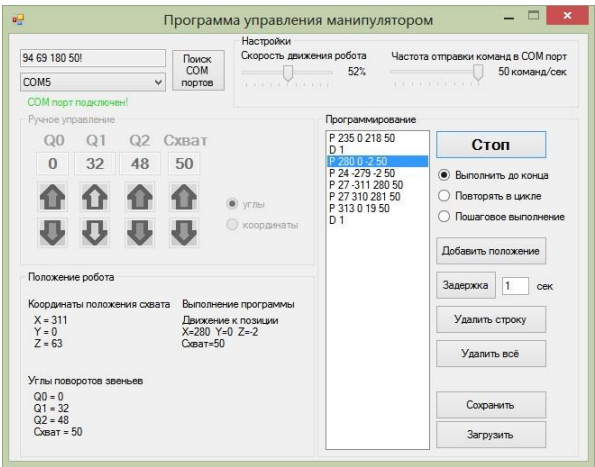 Программа управления манипулятором
94 69 180 50!
COM5
COM порт подключен!
Поиск
COM
портов
Настройки
Скорость движения робота
52%
Частота отправки команд в COM порт
50 команд/сек
Ручное управление
Q0 Q1 Q2 Схват
0 32 48 50
углы
координаты
Положение робота
Координаты положения схвата
X = 311
Y = 0
Z = 63
Выполнение программы
Движение к позиции
X=280 Y=0 Z=-2
Схват=50
Углы поворотов звеньев
Q0 = 0
Q1 = 32
Q2 = 48
Схват = 50
Программирование
P 235 0 218 50
D 1
P 280 0 -2 50
P 24 -279 -2 50
P 27 -311 280 50
P 27 310 281 50
P 313 0 19 50
D 1
Стоп
Выполнить до конца
Повторять в цикле
Пошаговое выполнение
Добавить положение
Задержка 1 сек
Удалить строку
Удалить всё
Сохранить
Загрузить